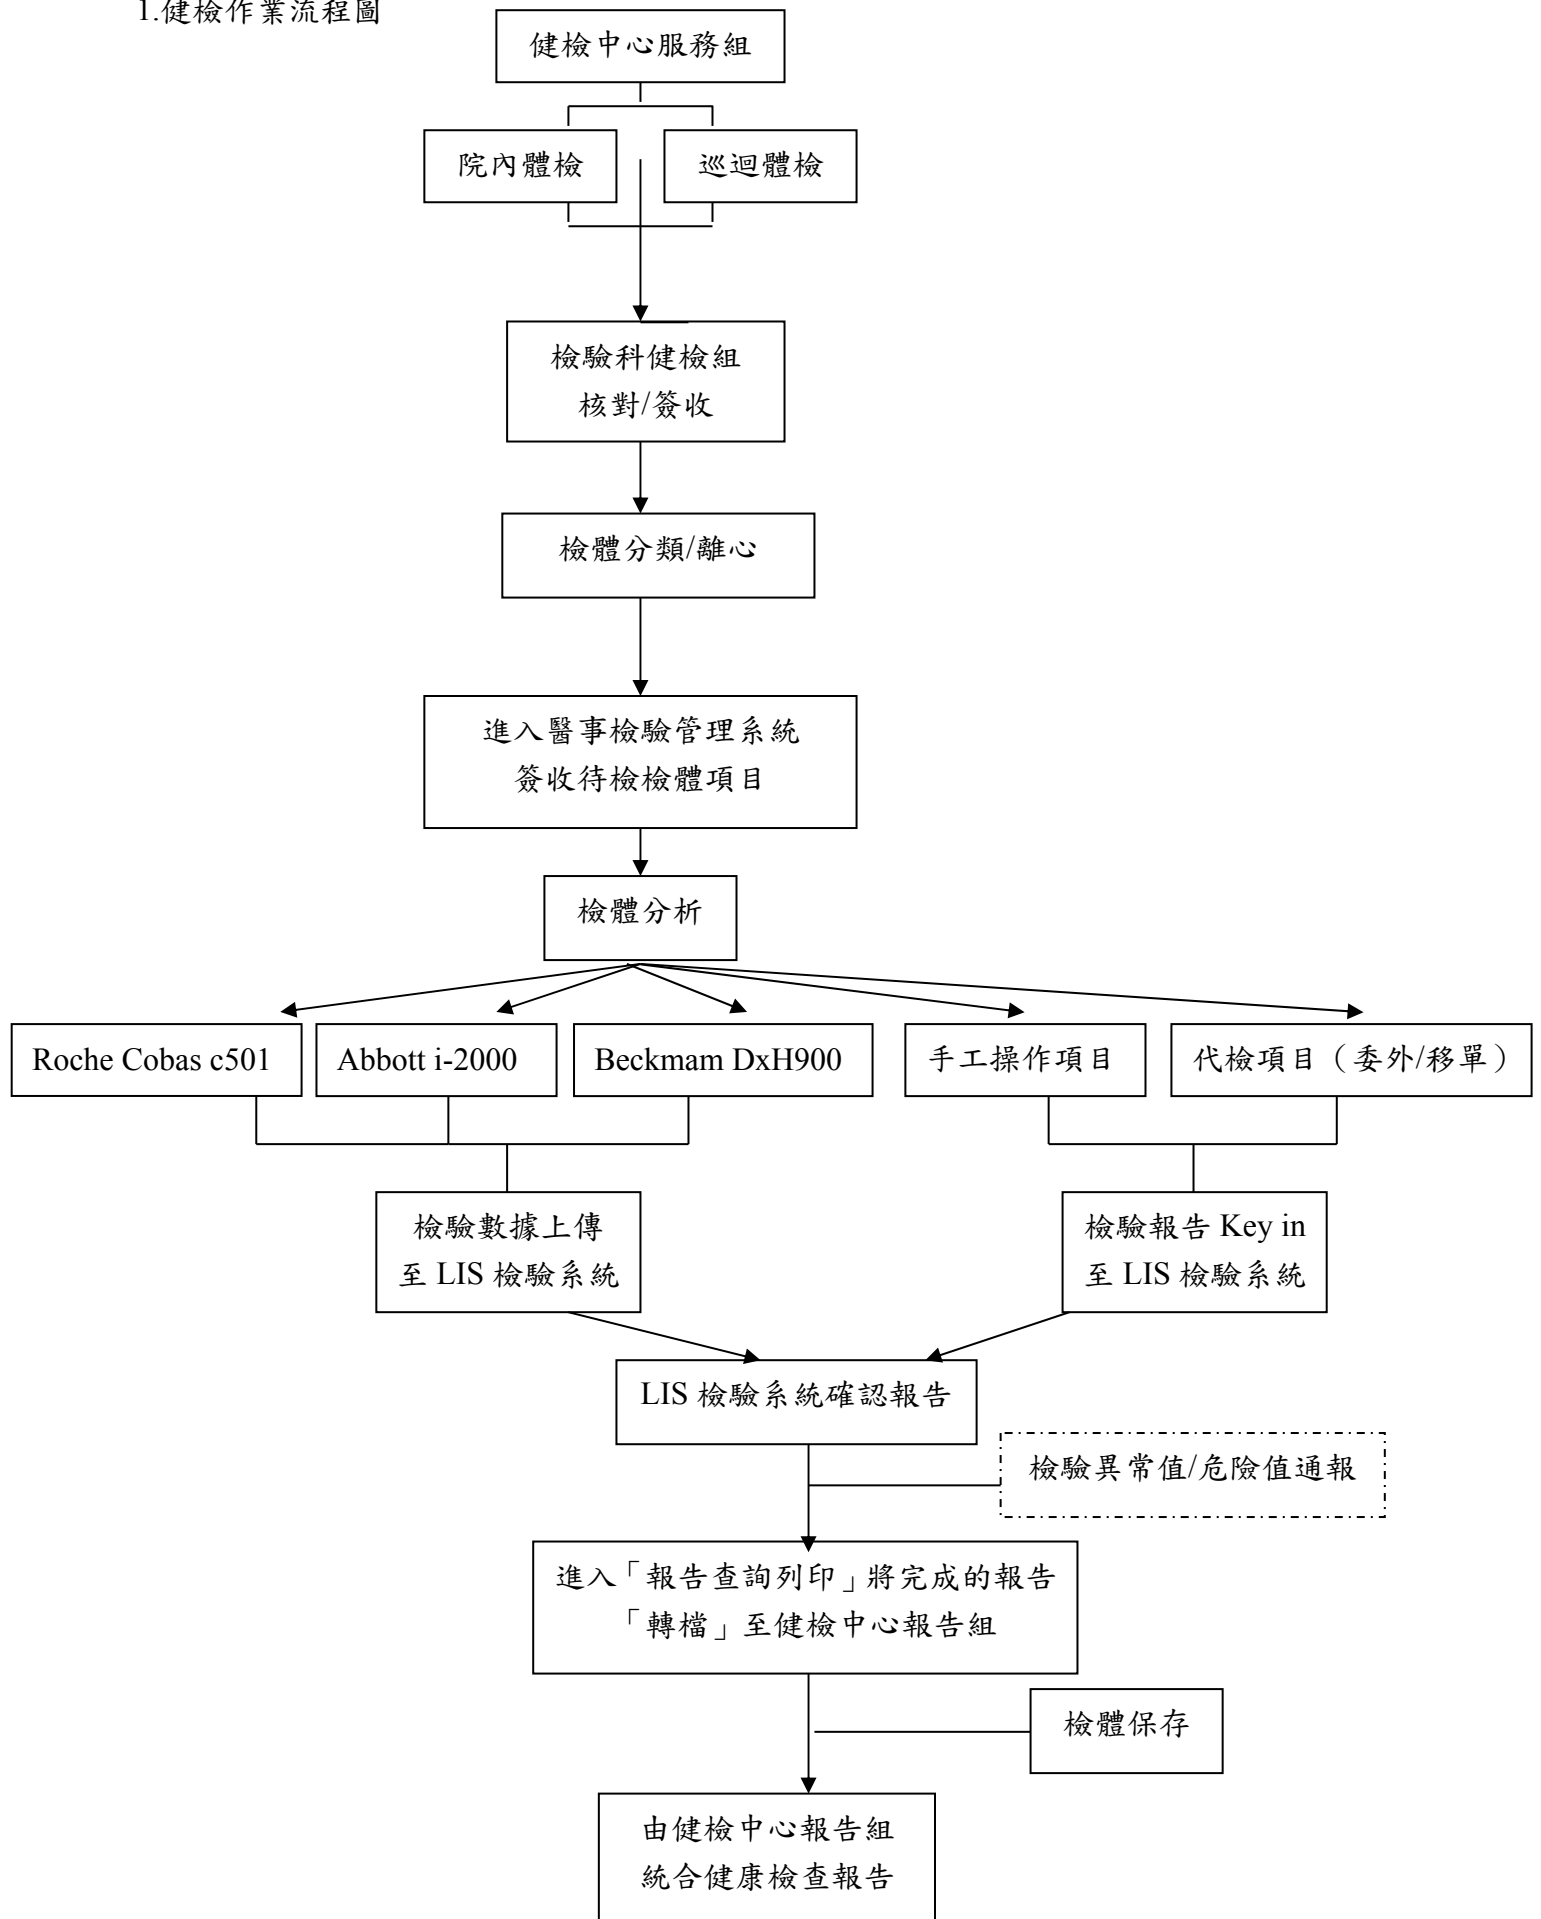 1.健檢作業流程圖
健檢中心服務組
院內體檢
巡迴體檢
檢驗科健檢組
核對/簽收
檢體分類/離心
進入醫事檢驗管理系統
簽收待檢檢體項目
檢體分析
Roche Cobas c501
Abbott i-2000
Beckmam DxH900
手工操作項目
代檢項目（委外/移單）
檢驗數據上傳
至 LIS 檢驗系統
檢驗報告 Key in
至 LIS 檢驗系統
LIS 檢驗系統確認報告
檢驗異常值/危險值通報
進入「報告查詢列印」將完成的報告
「轉檔」至健檢中心報告組
檢體保存
由健檢中心報告組
統合健康檢查報告